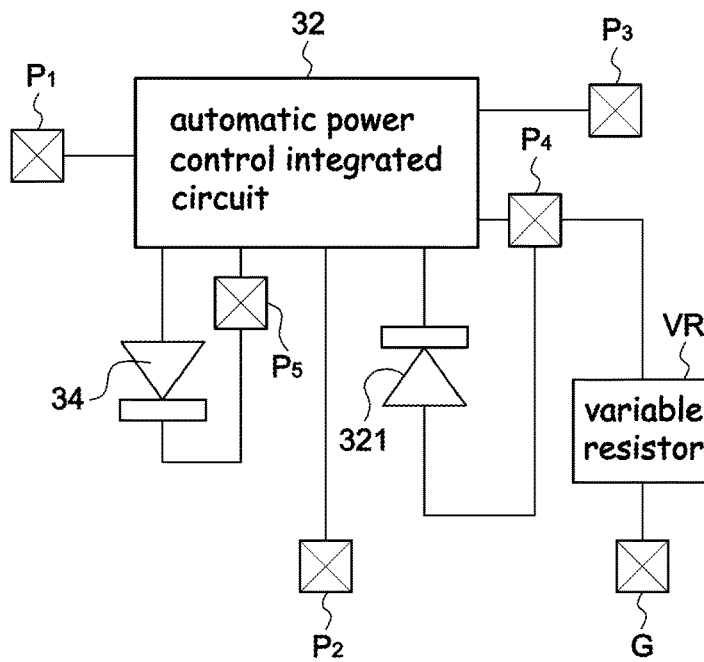 32
P1
P3
automatic power
control integrated
circuit
P4
P5
34
321
VR
variable
resistor
P2
G